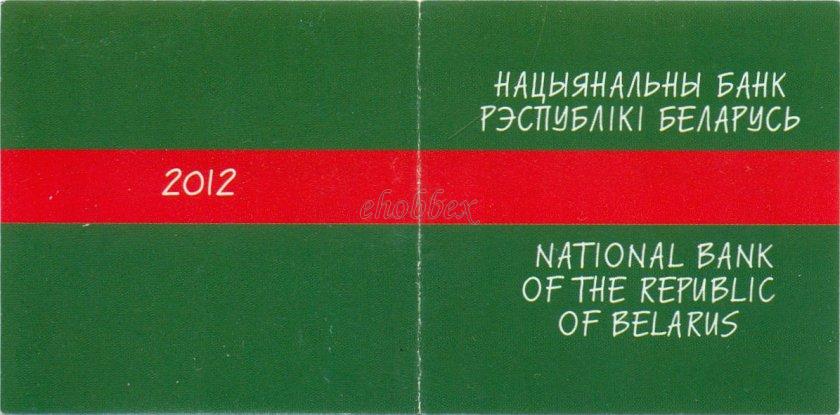 2012
НАЦЫЯНАЛЬНЫ БАНК
РЭСПУБЛІКІ БЕЛАРУСЬ
ehobbex
NATIONAL BANK
OF THE REPUBLIC
OF BELARUS